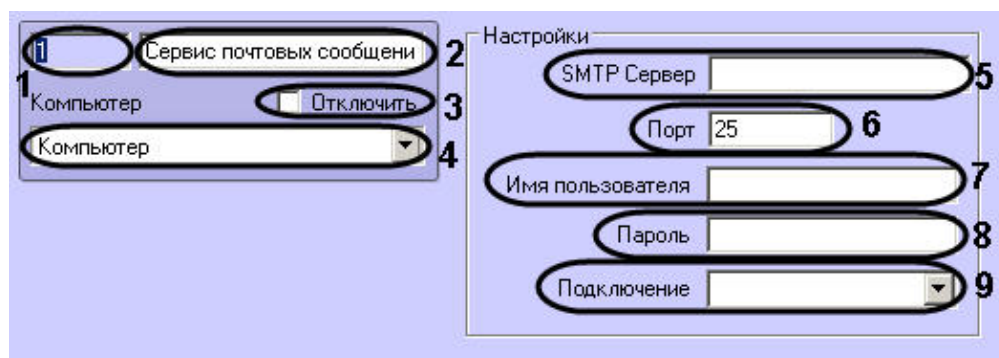 1 Сервис почтовых сообщени 2
1
Компьютер Отключить 3
Компьютер 4
Настройки
SMTP Сервер 5
Порт 25 6
Имя пользователя 7
Пароль 8
Подключение 9